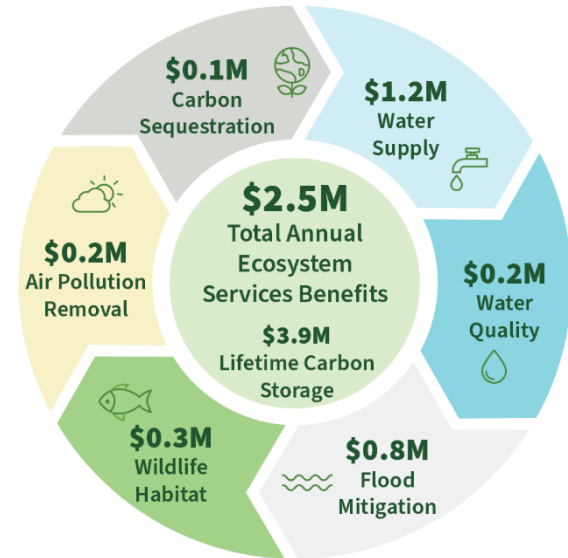 $0.1M
Carbon
Sequestration
$1.2M
Water
Supply
$0.2M
Water
Quality
$0.8M
Flood
Mitigation
$0.3M
Wildlife
Habitat
$0.2M
Air Pollution
Removal
$2.5M
Total Annual
Ecosystem
Services Benefits
$3.9M
Lifetime Carbon
Storage